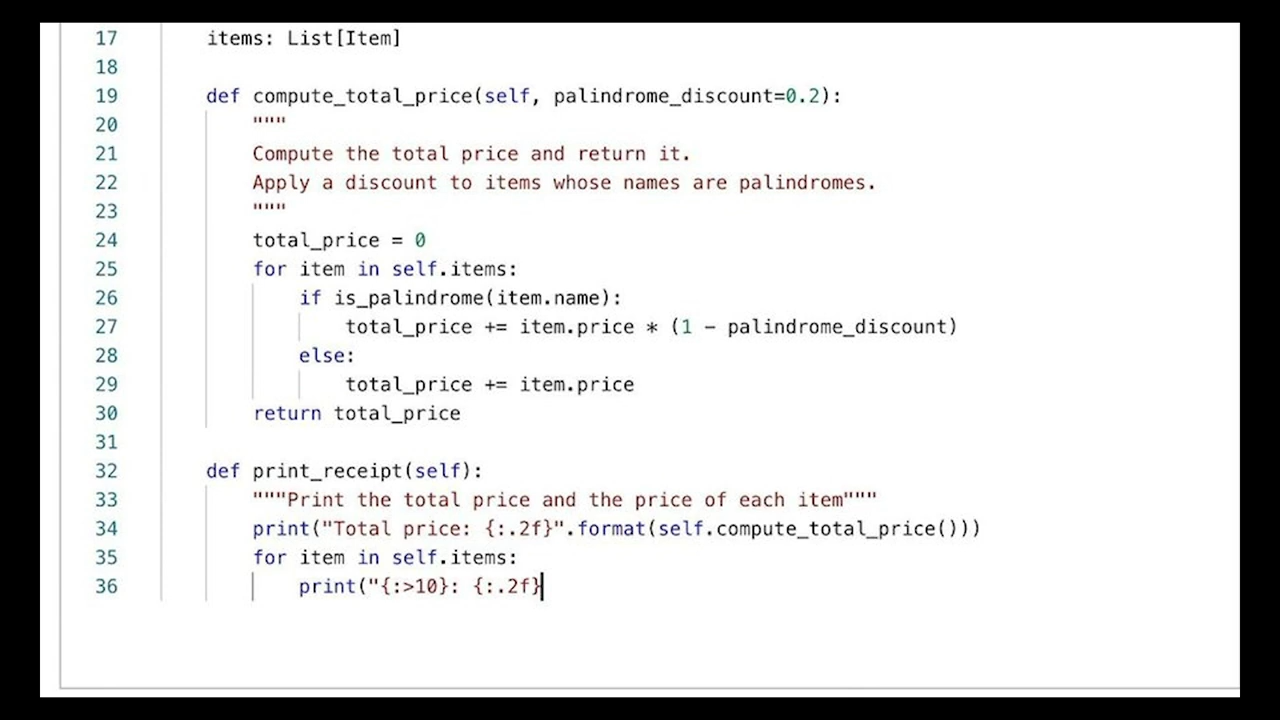 17 items: List[Item]
18
19 def compute_total_price(self, palindrome_discount=0.2):
20 """
21 Compute the total price and return it.
22 Apply a discount to items whose names are palindromes.
23 """
24 total_price = 0
25 for item in self.items:
26 if is_palindrome(item.name):
27 total_price += item.price * (1 - palindrome_discount)
28 else:
29 total_price += item.price
30 return total_price
31
32 def print_receipt(self):
33 """Print the total price and the price of each item"""
34 print("Total price: {:.2f}".format(self.compute_total_price()))
35 for item in self.items:
36 print("{:>10}: {:.2f}